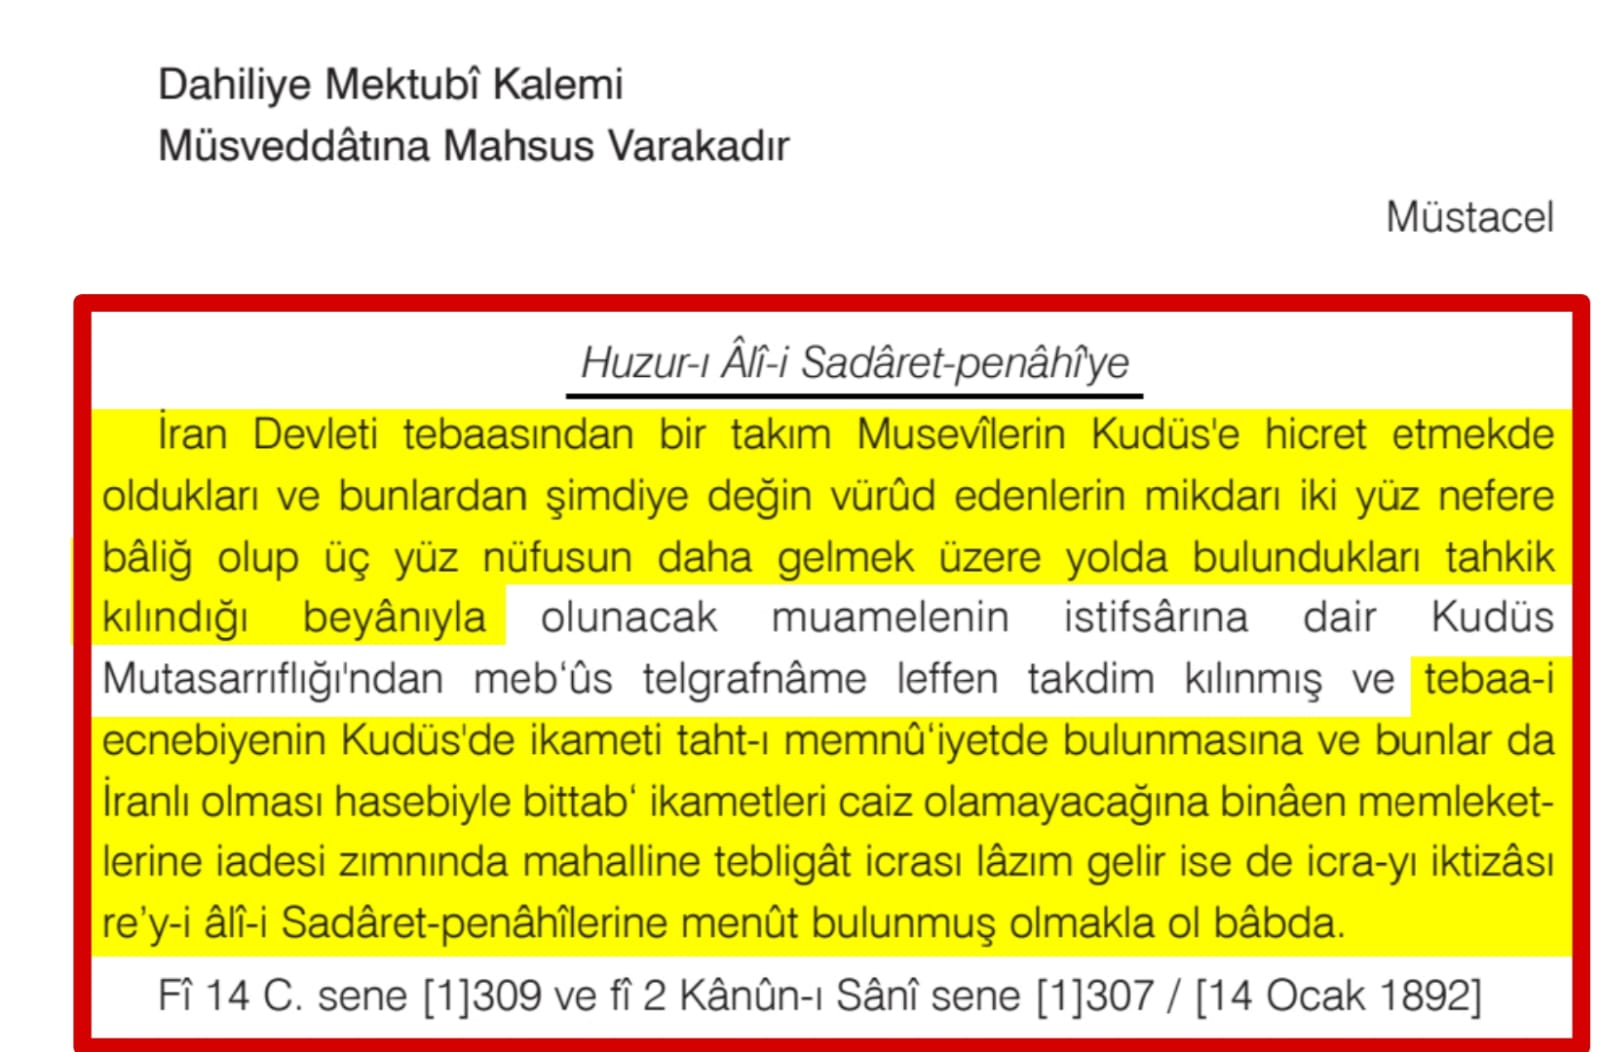 Dahiliye Mektubî Kalemi
Müsveddâtına Mahsus Varakadır
Müstacel
Huzur-ı Âlî-i Sadâret-penâhî'ye
İran Devleti tebaasından bir takım Musevîlerin Kudüs'e hicret etmekde
oldukları ve bunlardan şimdiye değin vürûd edenlerin mikdarı iki yüz nefere
bâliğ olup üç yüz nüfusun daha gelmek üzere yolda bulundukları tahkik
kılındığı beyânıyla olunacak muamelenin istifsârına dair Kudüs
Mutasarrıflığı'ndan meb‘ûs telgrafnâme leffen takdim kılınmış ve tebaa-i
ecnebiyenin Kudüs'de ikameti taht-ı memnû‘iyetde bulunmasına ve bunlar da
İranlı olması hasebiyle bittab‘ ikametleri caiz olamayacağına binâen memleket-
lerine iadesi zımnında mahalline tebligât icrası lâzım gelir ise de icra-yı iktizâsı
re’y-i âlî-i Sadâret-penâhîlerine menût bulunmuş olmakla ol bâbda.
Fî 14 C. sene [1]309 ve fî 2 Kânûn-ı Sânî sene [1]307 / [14 Ocak 1892]